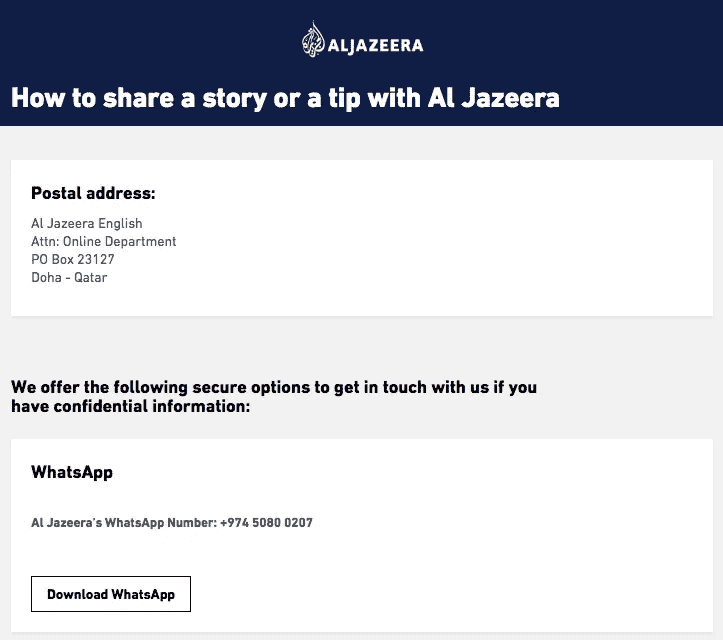 ALJAZEERA
How to share a story or a tip with Al Jazeera
Postal address:
Al Jazeera English
Attn: Online Department
PO Box 23127
Doha - Qatar
We offer the following secure options to get in touch with us if you
have confidential information:
WhatsApp
Al Jazeera's WhatsApp Number: +974 5080 0207
Download WhatsApp